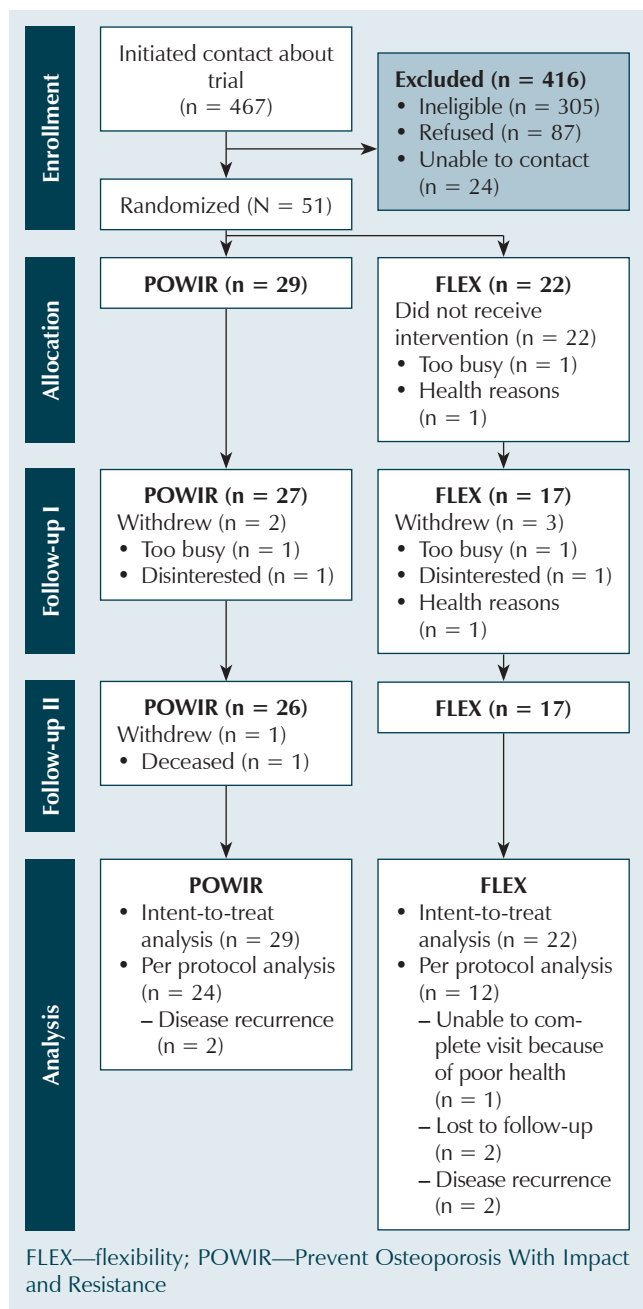 Enrollment
Initiated contact about
trial
(n = 467)
Excluded (n = 416)
• Ineligible (n = 305)
• Refused (n = 87)
• Unable to contact
(n = 24)
Randomized (N = 51)
Allocation
POWIR (n = 29)
FLEX (n = 22)
Did not receive
intervention (n = 22)
• Too busy (n = 1)
• Health reasons
(n = 1)
Follow-up I
POWIR (n = 27)
Withdrew (n = 2)
• Too busy (n = 1)
• Disinterested (n = 1)
FLEX (n = 17)
Withdrew (n = 3)
• Too busy (n = 1)
• Disinterested (n = 1)
• Health reasons
(n = 1)
Follow-up II
POWIR (n = 26)
Withdrew (n = 1)
• Deceased (n = 1)
FLEX (n = 17)
Analysis
POWIR
• Intent-to-treat
analysis (n = 29)
• Per protocol analysis
(n = 24)
– Disease recurrence
(n = 2)
FLEX
• Intent-to-treat
analysis (n = 22)
• Per protocol analysis
(n = 12)
– Unable to com-
plete visit because
of poor health
(n = 1)
– Lost to follow-up
(n = 2)
– Disease recurrence
(n = 2)
FLEX—flexibility; POWIR—Prevent Osteoporosis With Impact
and Resistance